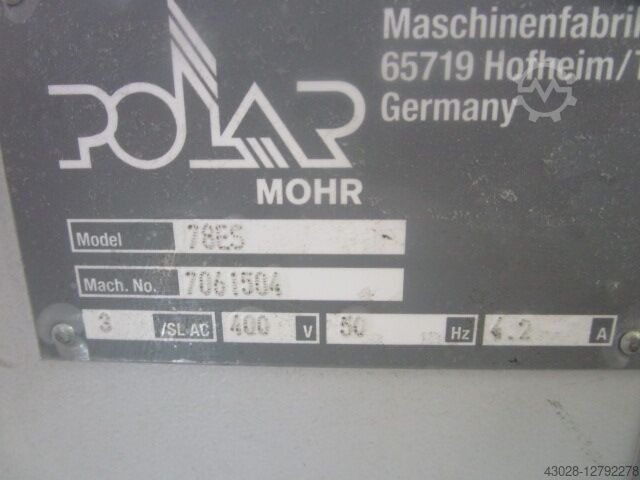 Maschinenfabrik
65719 Hofheim/T
Germany
POLAR
MOHR
Model 78ES
Mach. No. 7061504
3 /SL AC 400 V 50 Hz 4.2 A
43028-12792278